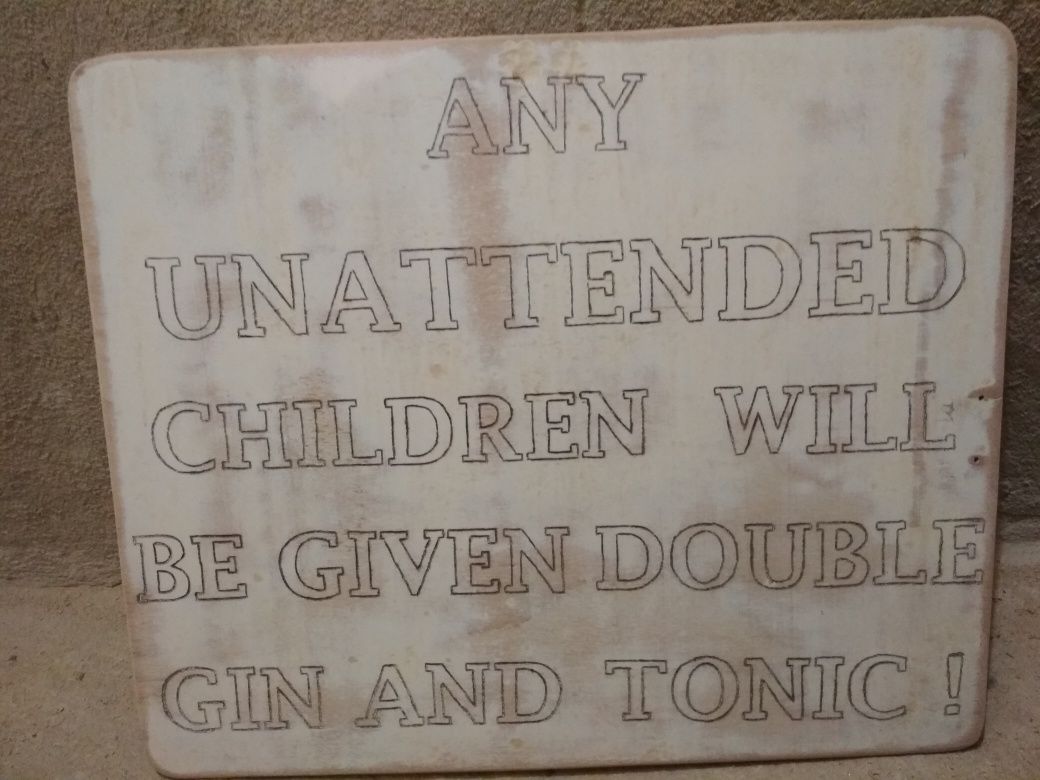 ANY
UNATTENDED
CHILDREN WILL
BE GIVEN DOUBLE
GIN AND TONIC !